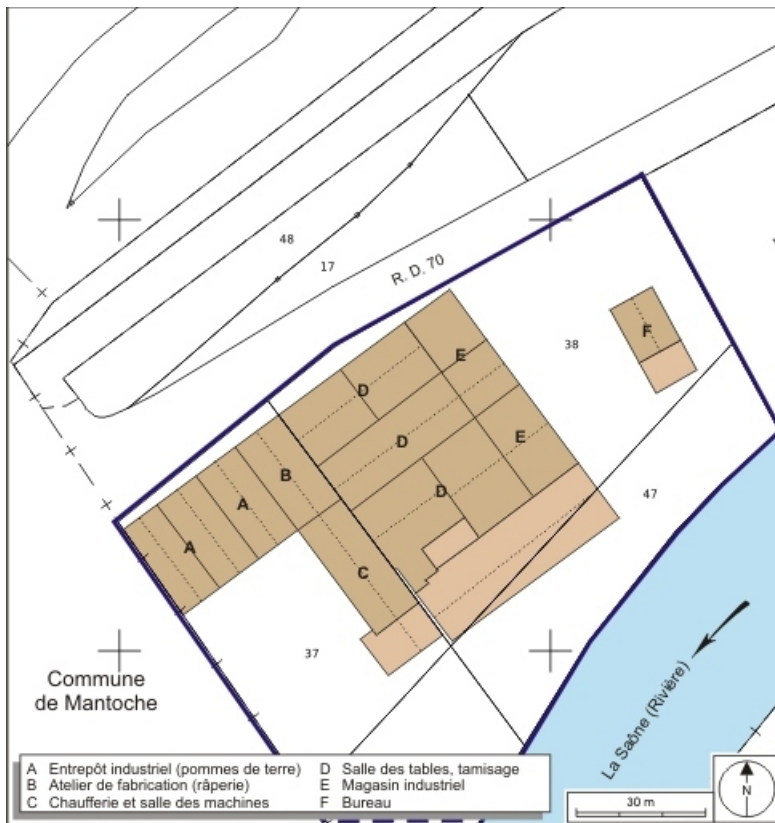 48
17
R. D. 70
38
F
E
D
E
D
B
A
D
47
A
C
37
Commune
de Mantoche
La Saône (Rivière)
A Entrepôt industriel (pommes de terre)
B Atelier de fabrication (râperie)
C Chaufferie et salle des machines
D Salle des tables, tamisage
E Magasin industriel
F Bureau
30 m
N